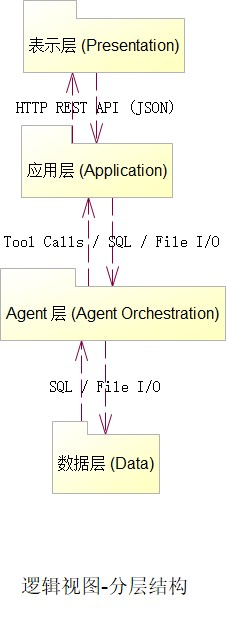 表示层 (Presentation)
HTTP REST API (JSON)
应用层 (Application)
Tool Calls / SQL / File I/O
Agent 层 (Agent Orchestration)
SQL / File I/O
数据层 (Data)
逻辑视图-分层结构